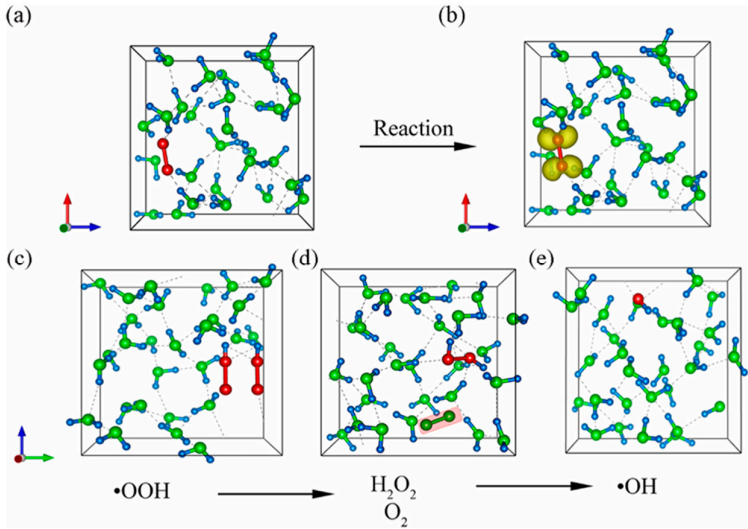 (a)
(b)
Reaction
(c)
(d)
(e)
•OOH
H₂O₂
O₂
•OH